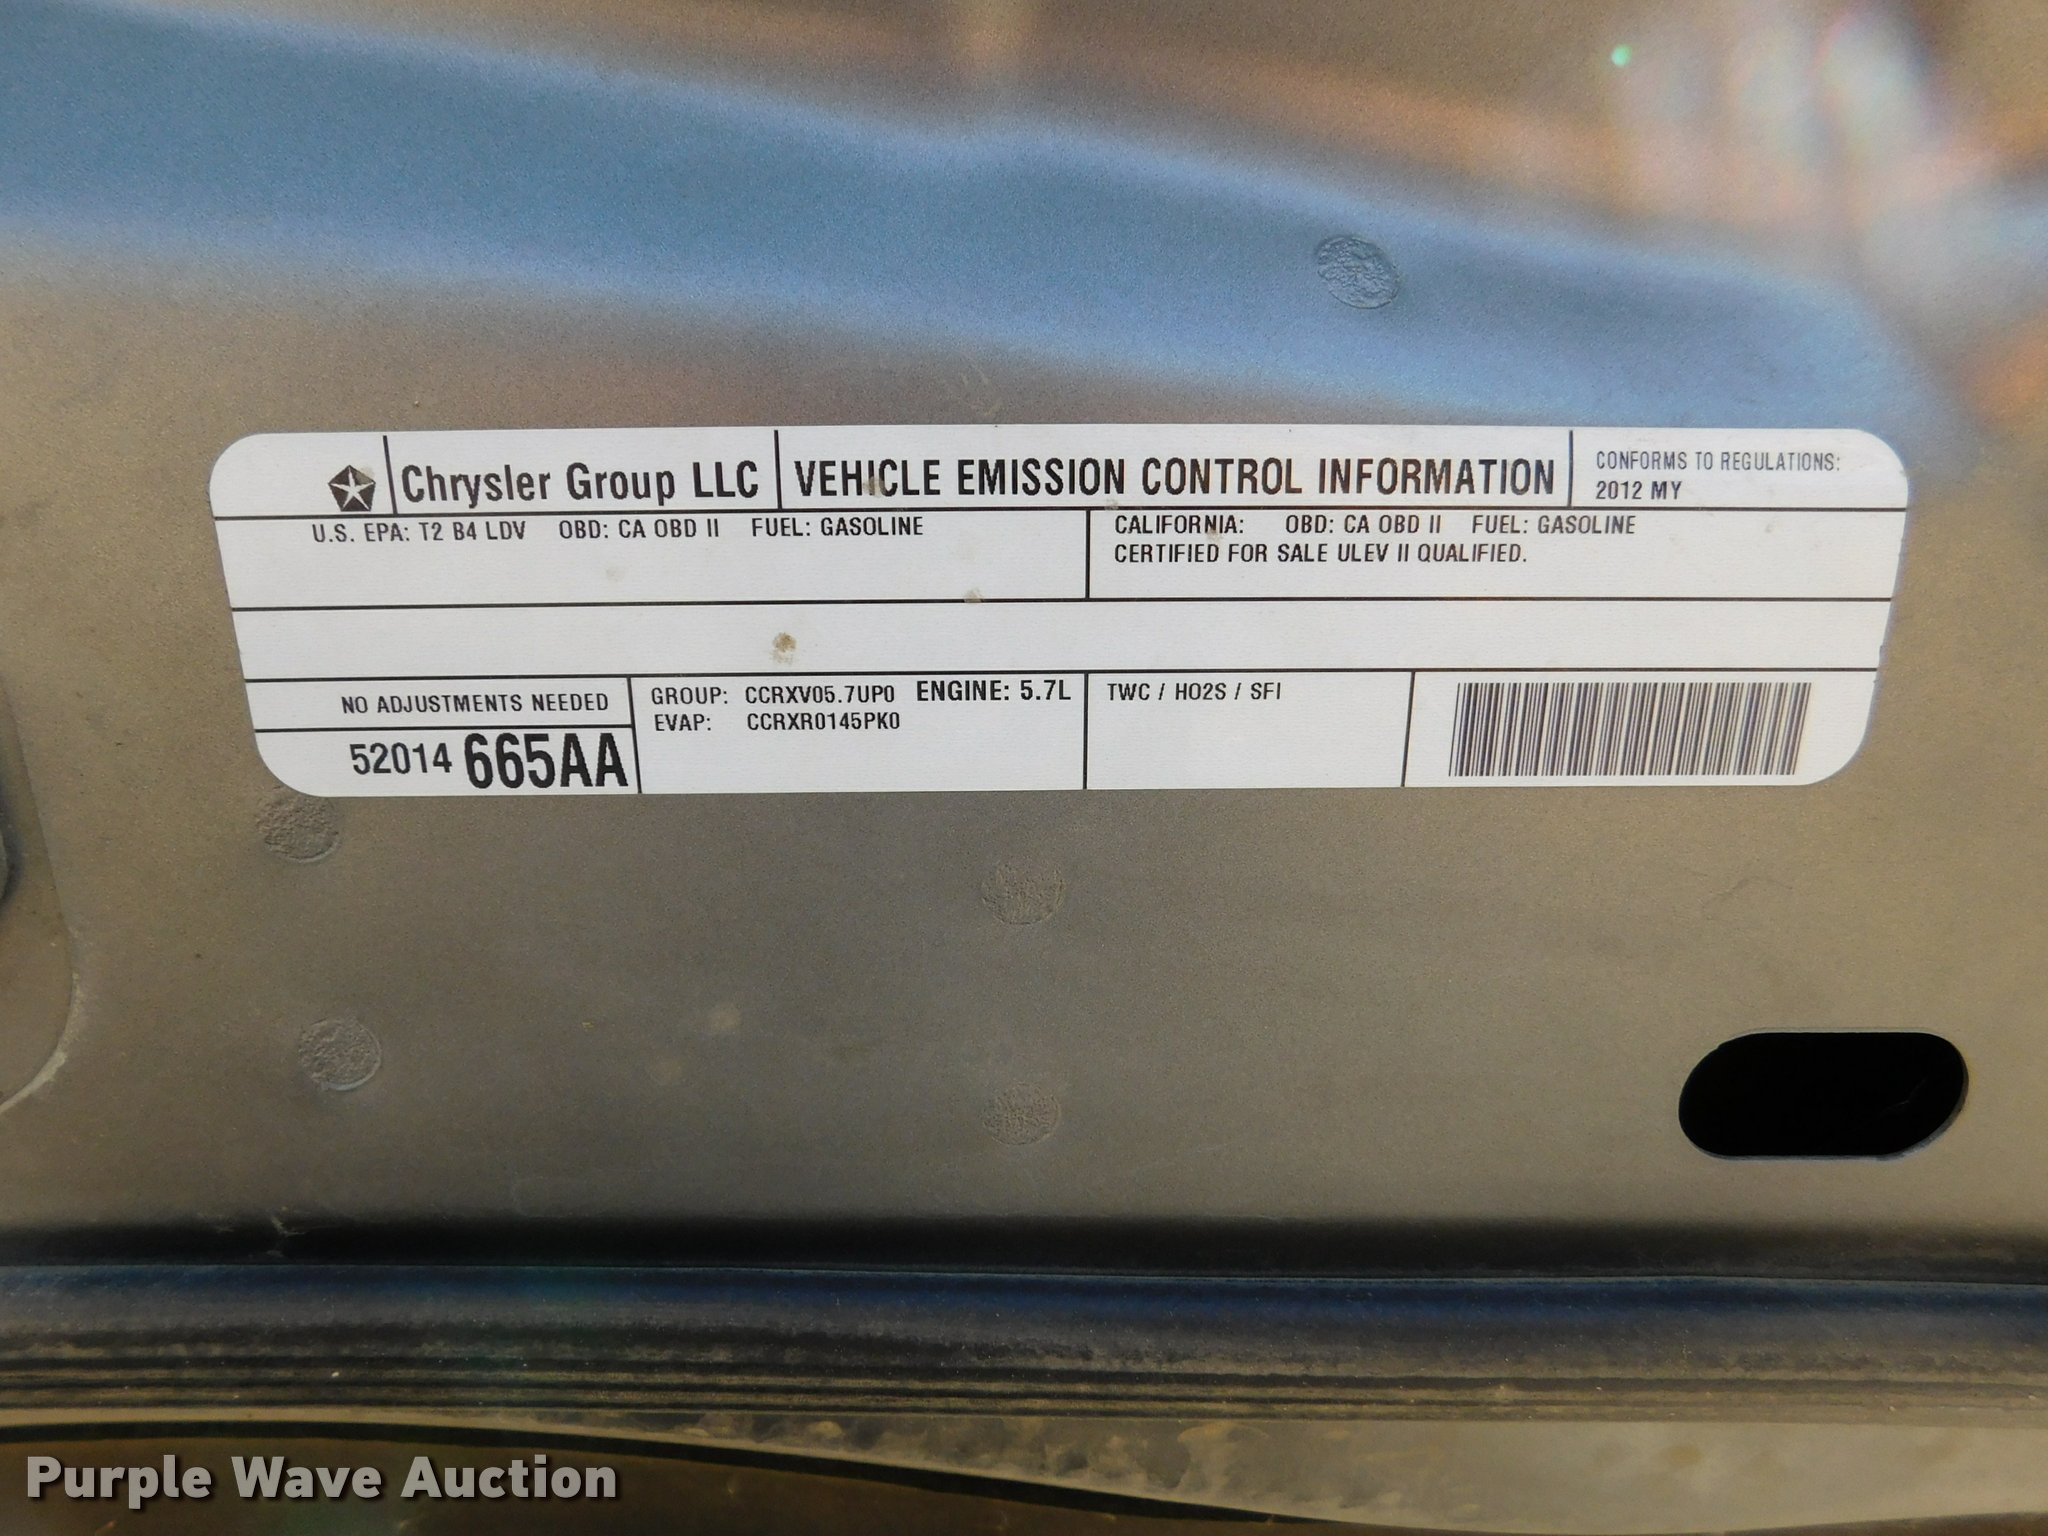 Chrysler Group LLC
VEHICLE EMISSION CONTROL INFORMATION
CONFORMS TO REGULATIONS:
2012 MY
U.S. EPA: T2 B4 LDV OBD: CA OBD II FUEL: GASOLINE
CALIFORNIA: OBD: CA OBD II FUEL: GASOLINE
CERTIFIED FOR SALE ULEV II QUALIFIED.
NO ADJUSTMENTS NEEDED
52014 665AA
GROUP: CCRXV05.7UP0 ENGINE: 5.7L
EVAP: CCRXR0145PK0
TWC / HO2S / SFI
Purple Wave Auction